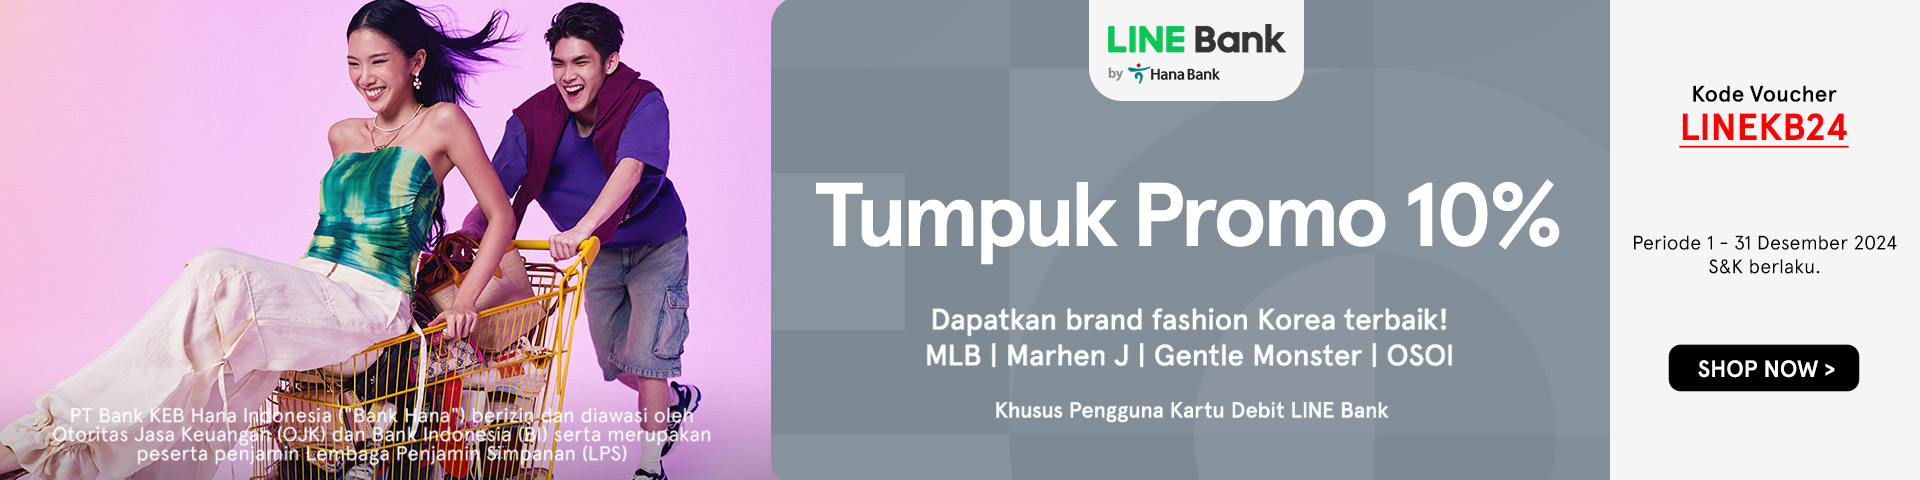 PT Bank KEB Hana Indonesia ("Bank Hana") berizin dan diawasi oleh
Otoritas Jasa Keuangan (OJK) dan Bank Indonesia (BI) serta merupakan
peserta penjamin Lembaga Penjamin Simpanan (LPS)
LINE Bank
by Hana Bank
Tumpuk Promo 10%
Dapatkan brand fashion Korea terbaik!
MLB | Marhen J | Gentle Monster | OSOI
Khusus Pengguna Kartu Debit LINE Bank
Kode Voucher
LINEKB24
Periode 1 - 31 Desember 2024
S&K berlaku.
SHOP NOW >